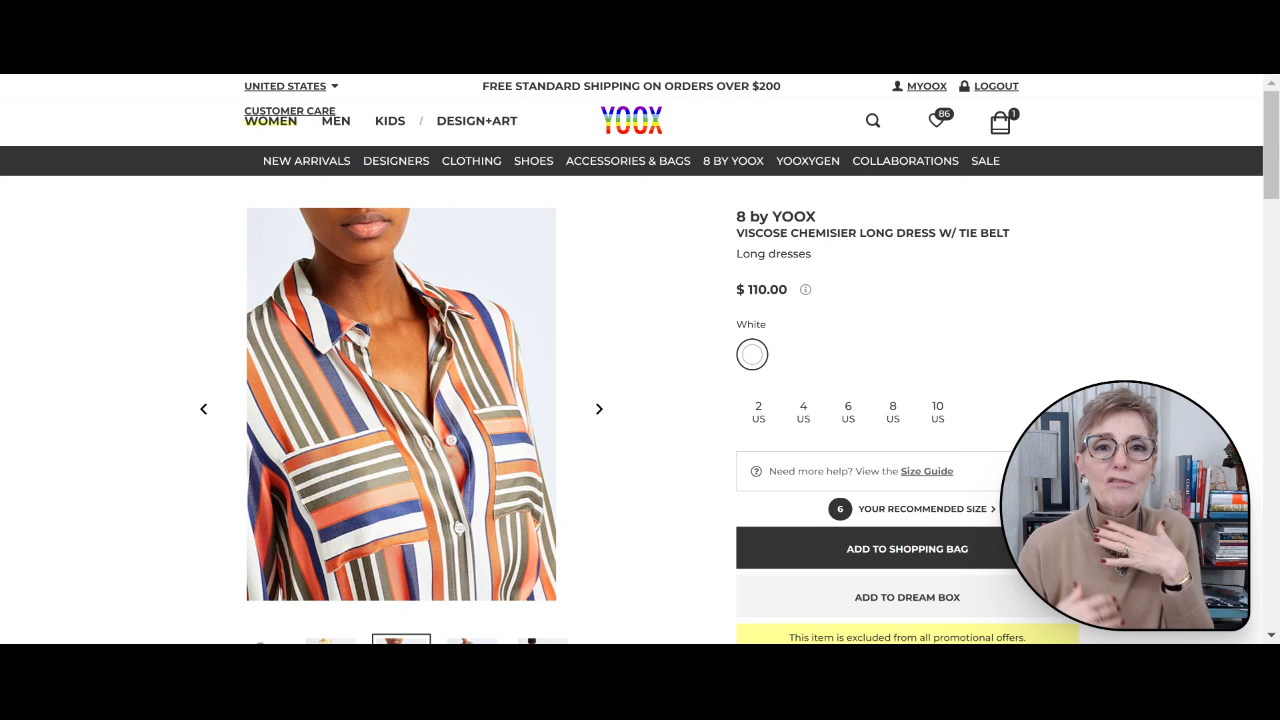 UNITED STATES
FREE STANDARD SHIPPING ON ORDERS OVER $200
MYOOX
LOGOUT
CUSTOMER CARE
WOMEN
MEN
KIDS
/
DESIGN+ART
YOOX
86
1
NEW ARRIVALS
DESIGNERS
CLOTHING
SHOES
ACCESSORIES & BAGS
8 BY YOOX
YOOXYGEN
COLLABORATIONS
SALE
8 by YOOX
VISCOSE CHEMISIER LONG DRESS W/ TIE BELT
Long dresses
$ 110.00
White
2 4 6 8 10
US US US US US
Need more help? View the Size Guide
6 YOUR RECOMMENDED SIZE
ADD TO SHOPPING BAG
ADD TO DREAM BOX
This item is excluded from all promotional offers.